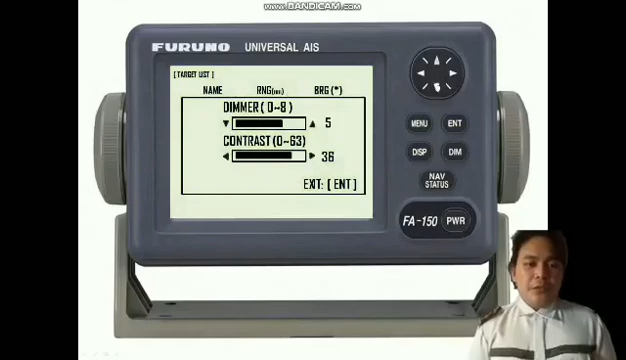 www.BANDICAM.com
FURUNO UNIVERSAL AIS
[TARGET LIST]
NAME RNG(nm) BRG(°)
DIMMER(0~8)
▼ ▲ 5
CONTRAST(0~63)
◀ ▶ 36
EXIT: [ENT]
MENU ENT
DISP DIM
NAV
STATUS
FA-150 PWR